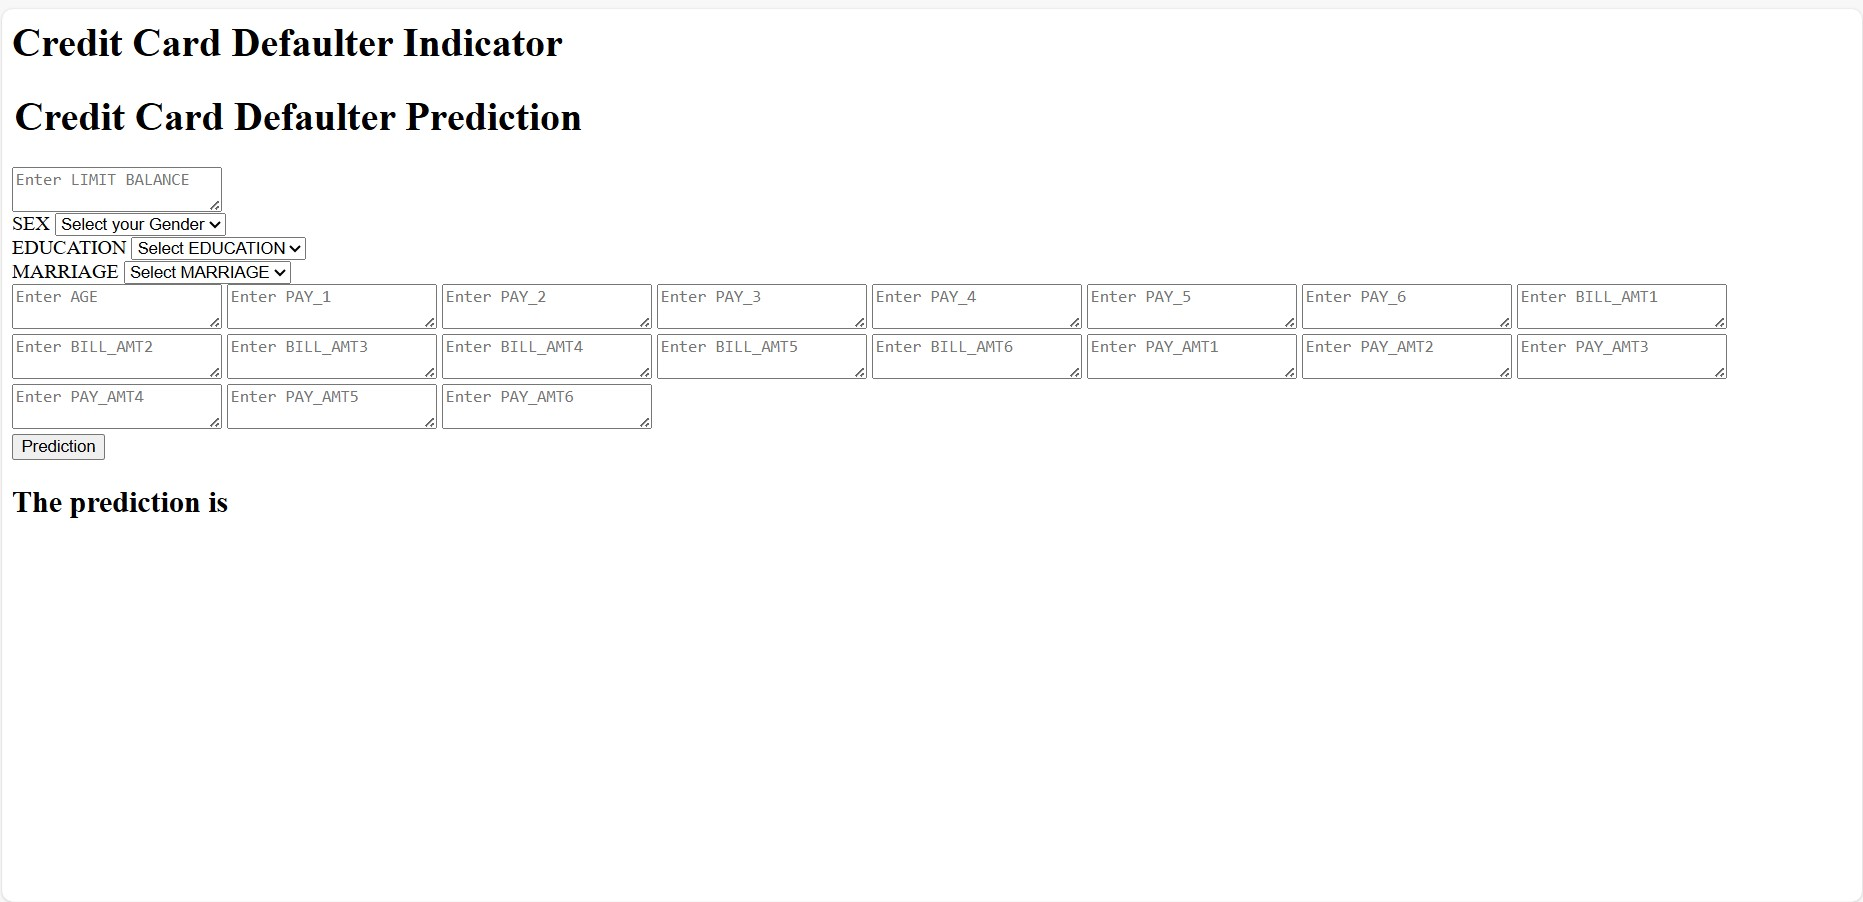 Credit Card Defaulter Indicator
Credit Card Defaulter Prediction
Enter LIMIT BALANCE
SEX Select your Gender
EDUCATION Select EDUCATION
MARRIAGE Select MARRIAGE
Enter AGE Enter PAY_1 Enter PAY_2 Enter PAY_3 Enter PAY_4 Enter PAY_5 Enter PAY_6 Enter BILL_AMT1
Enter BILL_AMT2 Enter BILL_AMT3 Enter BILL_AMT4 Enter BILL_AMT5 Enter BILL_AMT6 Enter PAY_AMT1 Enter PAY_AMT2 Enter PAY_AMT3
Enter PAY_AMT4 Enter PAY_AMT5 Enter PAY_AMT6
Prediction
The prediction is